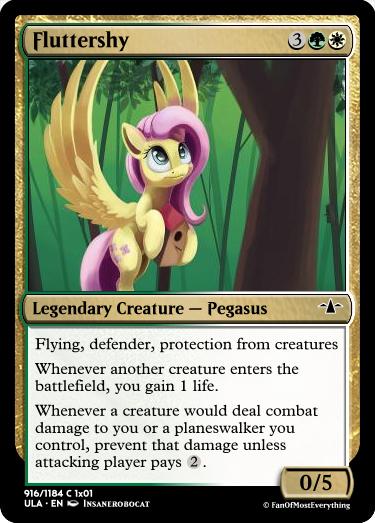 Fluttershy 3
Legendary Creature — Pegasus
Flying, defender, protection from creatures
Whenever another creature enters the
battlefield, you gain 1 life.
Whenever a creature would deal combat
damage to you or a planeswalker you
control, prevent that damage unless
attacking player pays 2.
0/5
916/1184 C 1x01
ULA • EN Insanerobocat
© FanOfMostEverything